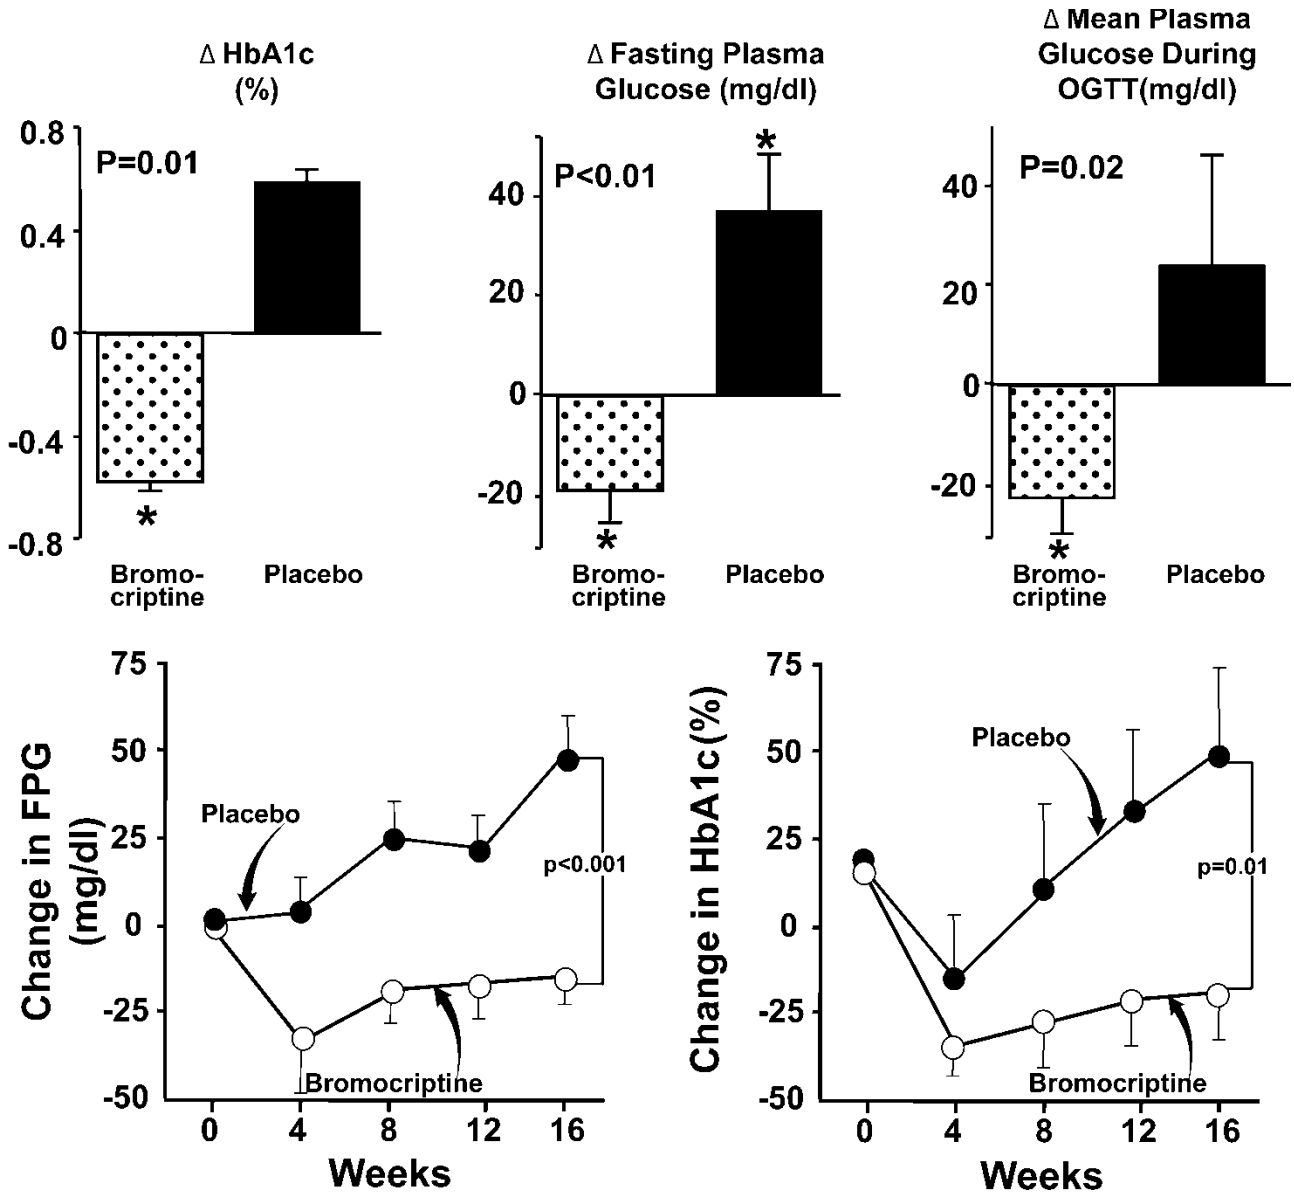 Δ HbA1c
(%)
0.8
0.4
0
-0.4
-0.8
P=0.01
*
Bromo-
criptine
Placebo
Δ Fasting Plasma
Glucose (mg/dl)
40
20
0
-20
P<0.01
*
*
Bromo-
criptine
Placebo
Δ Mean Plasma
Glucose During
OGTT(mg/dl)
40
20
0
-20
P=0.02
*
Bromo-
criptine
Placebo
Change in FPG
(mg/dl)
75
50
25
0
-25
-50
Placebo
p<0.001
Bromocriptine
0 4 8 12 16
Weeks
Change in HbA1c(%)
75
50
25
0
-25
-50
Placebo
p=0.01
Bromocriptine
0 4 8 12 16
Weeks